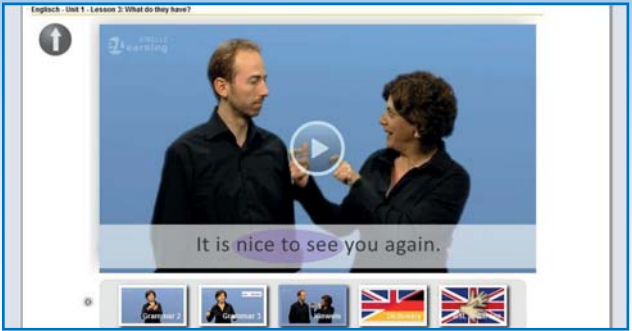 Englisch - Unit 1 - Lesson 3: What do they have?
Learning
It is nice to see you again.
Grammar 2
Grammar 3
Hinweis
Dictionary